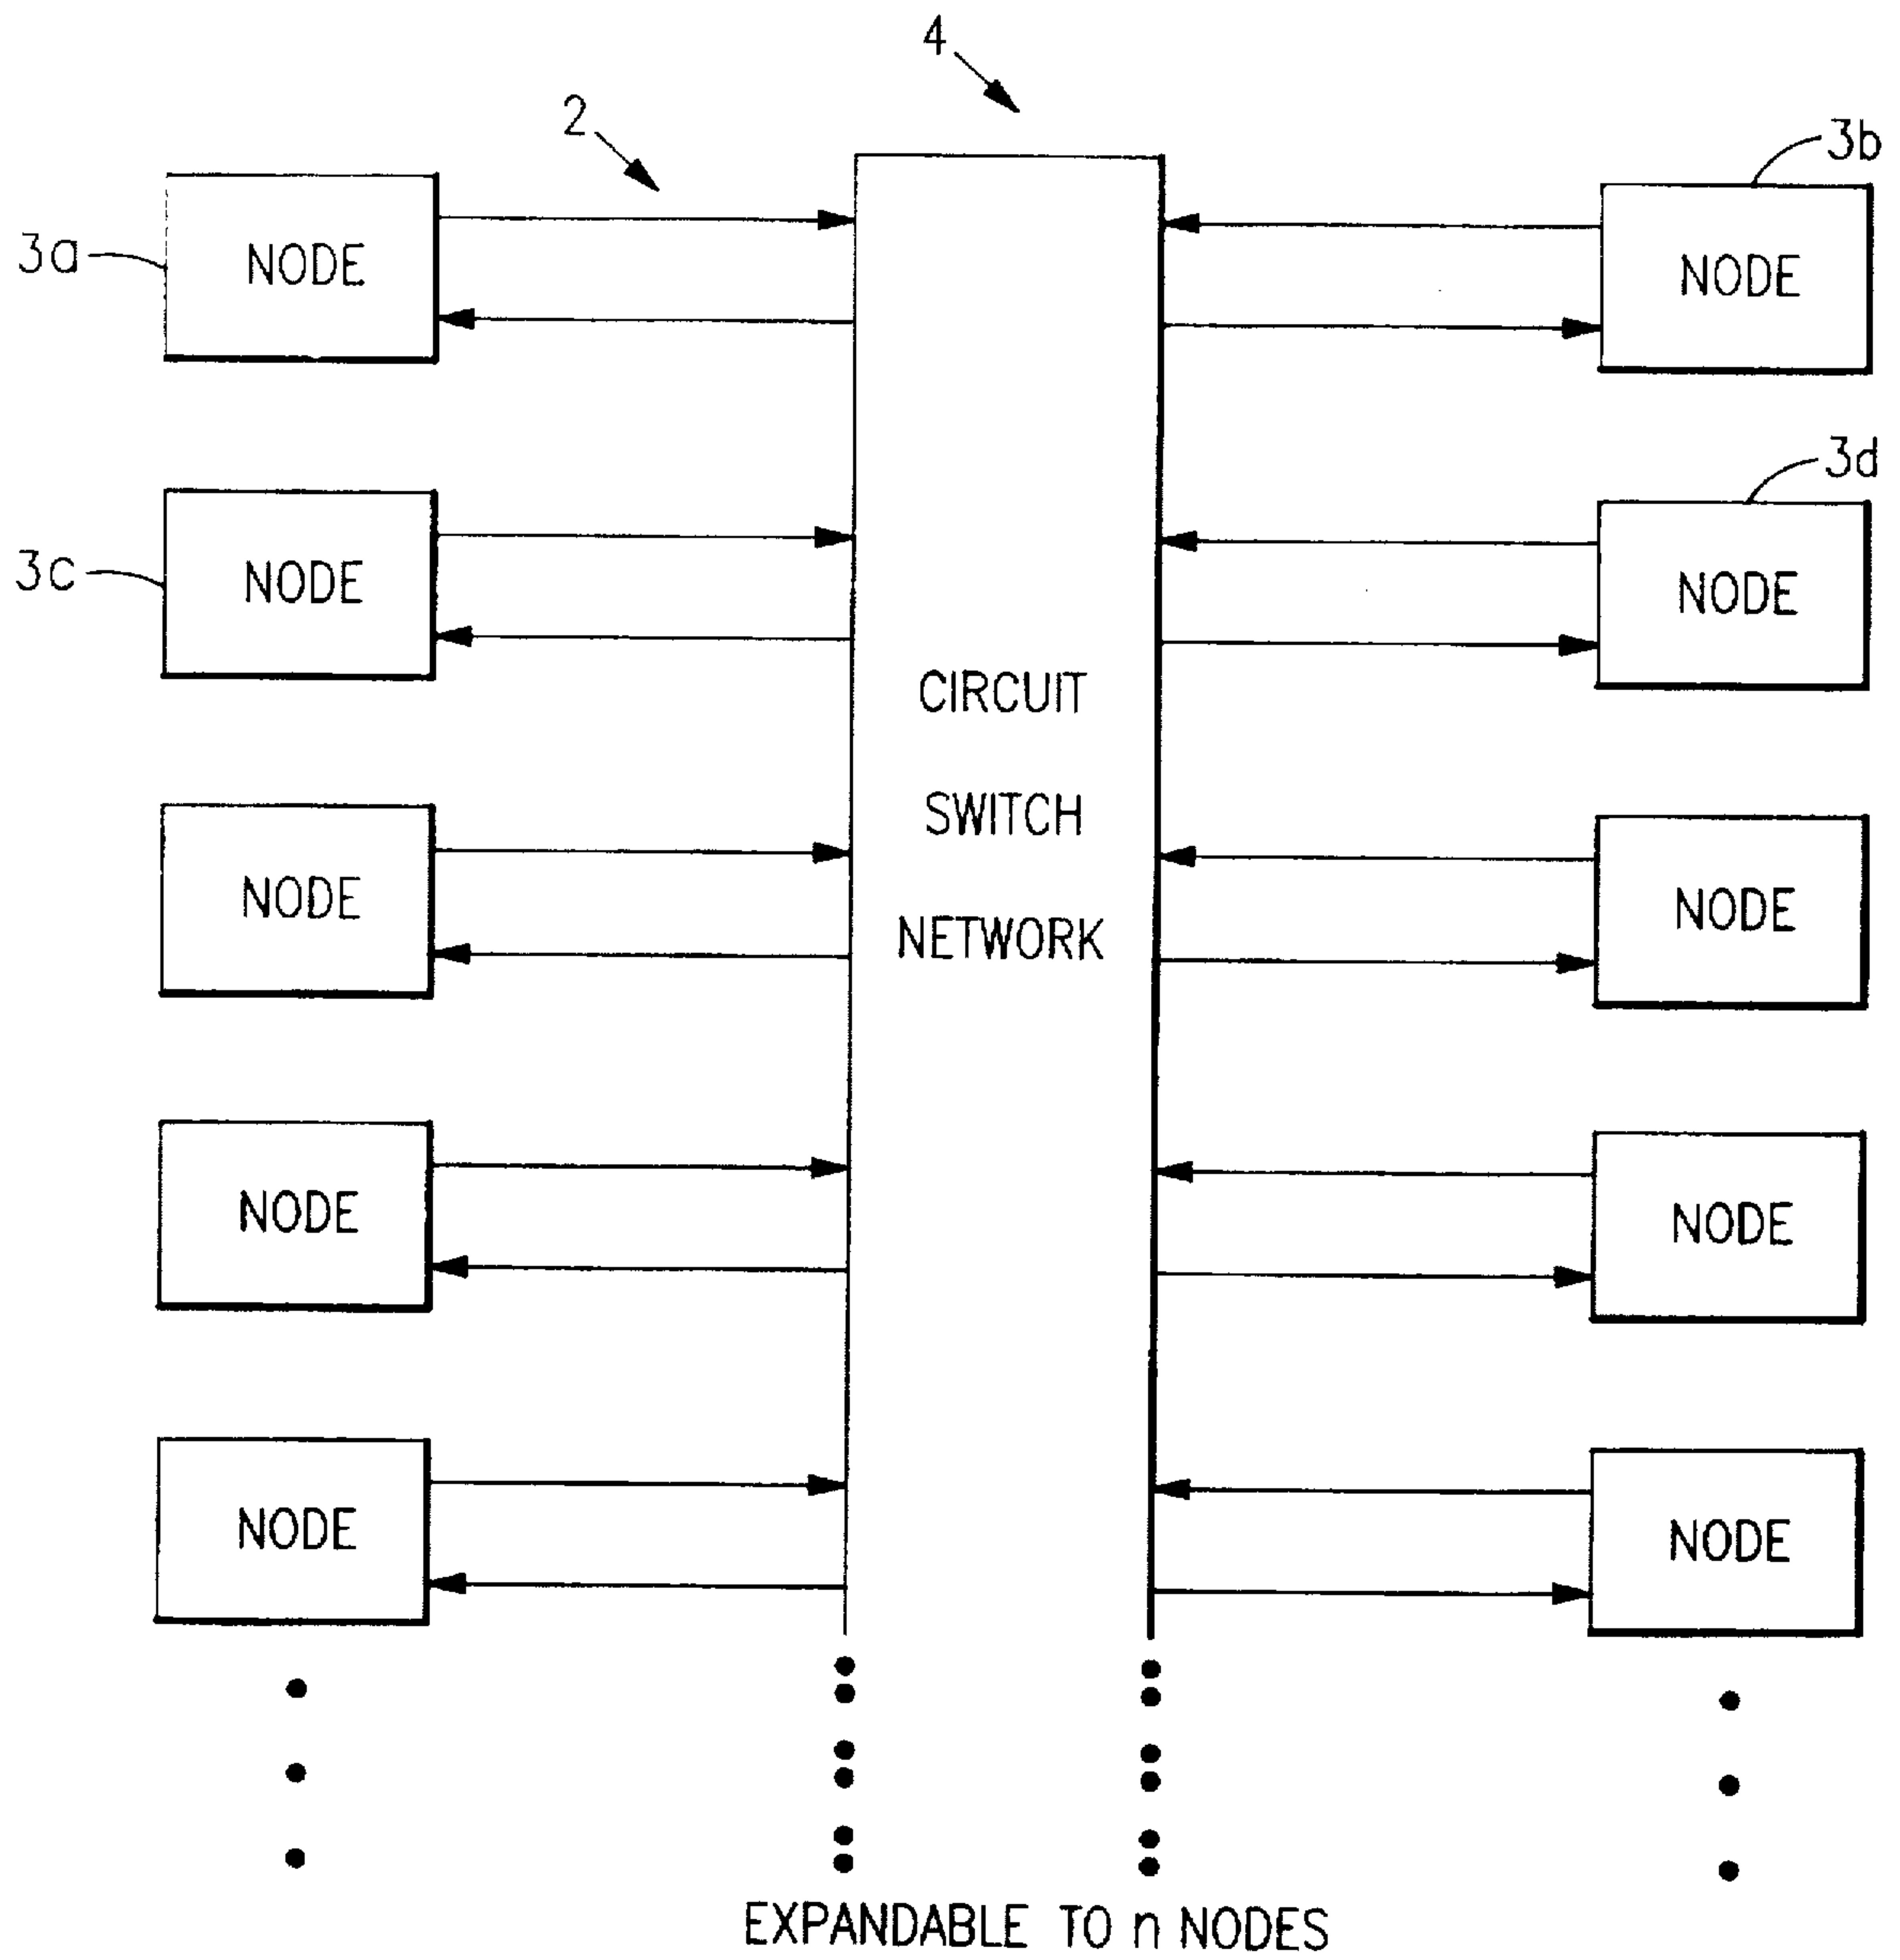 4
2
3b
3a
NODE
NODE
3d
3c
NODE
NODE
CIRCUIT
SWITCH
NETWORK
NODE
NODE
NODE
NODE
NODE
NODE
EXPANDABLE TO n NODES